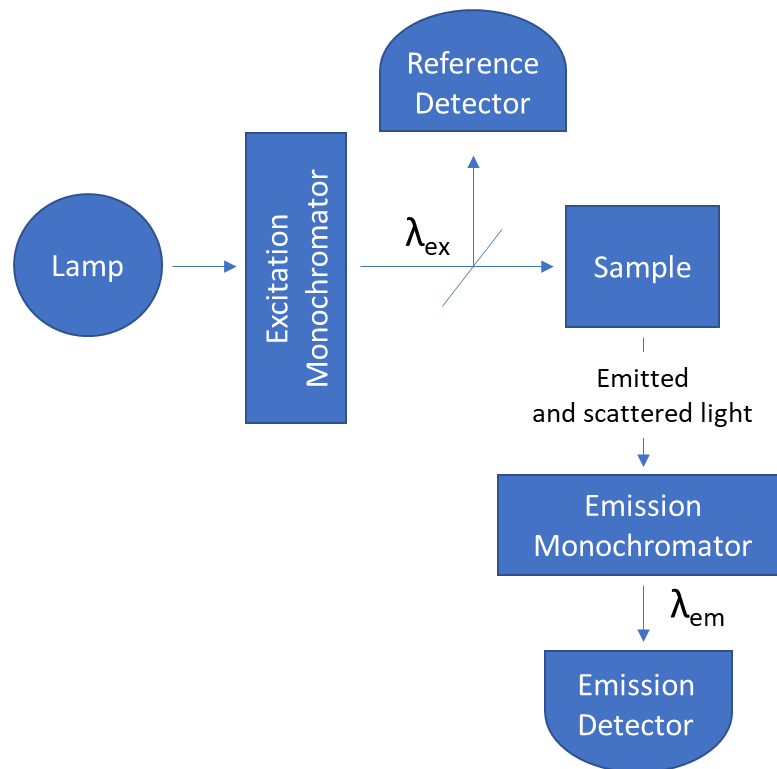 Reference
Detector
Lamp
Excitation
Monochromator
λex
Sample
Emitted
and scattered light
Emission
Monochromator
λem
Emission
Detector